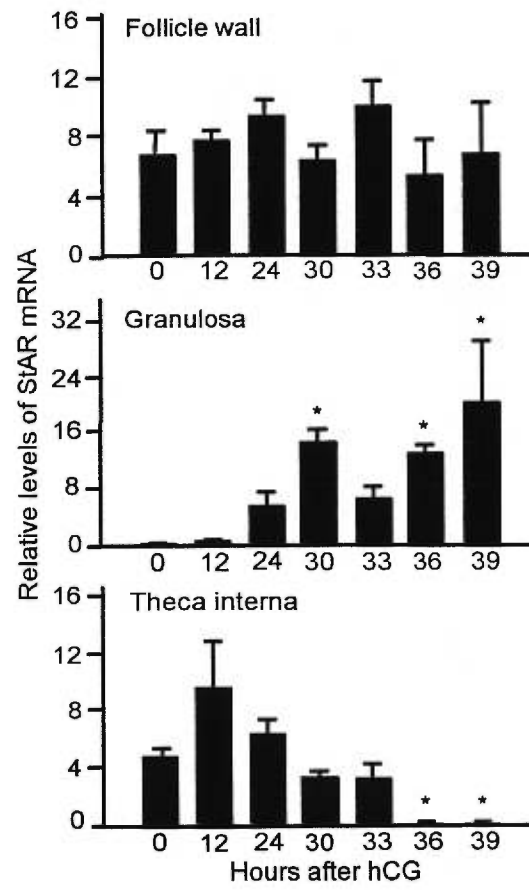 Relative levels of StAR mRNA
Follicle wall
16
12
8
4
0
0 12 24 30 33 36 39
Granulosa
32
24
16
8
0
* * *
0 12 24 30 33 36 39
Theca interna
16
12
8
4
0
* *
0 12 24 30 33 36 39
Hours after hCG